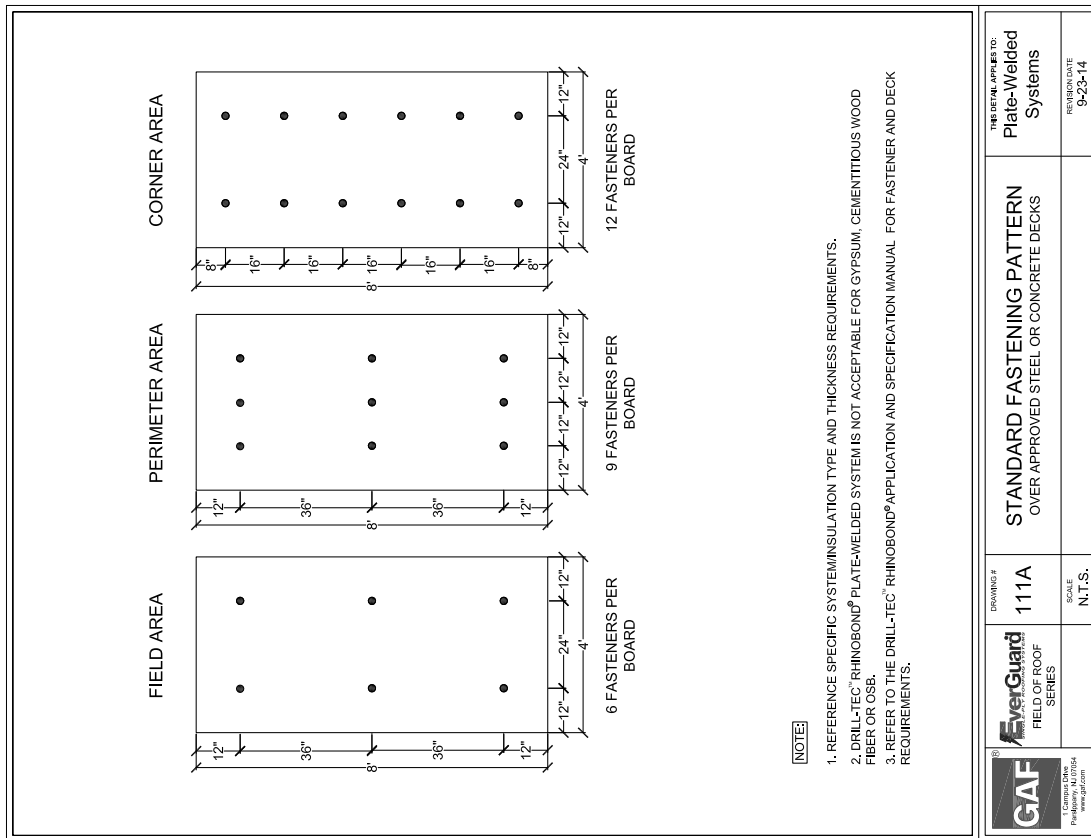 FIELD AREA
12"
36"
36"
12"
8'
12"
24"
12"
4'
6 FASTENERS PER
BOARD
PERIMETER AREA
12"
36"
36"
12"
8'
12"
12"
12"
12"
4'
9 FASTENERS PER
BOARD
CORNER AREA
8"
16"
16"
16"
16"
16"
8"
8'
12"
24"
12"
4'
12 FASTENERS PER
BOARD
NOTE:
1. REFERENCE SPECIFIC SYSTEM/INSULATION TYPE AND THICKNESS REQUIREMENTS.
2. DRILL-TEC™ RHINOBOND® PLATE-WELDED SYSTEM IS NOT ACCEPTABLE FOR GYPSUM, CEMENTITIOUS WOOD
FIBER OR OSB.
3. REFER TO THE DRILL-TEC™ RHINOBOND® APPLICATION AND SPECIFICATION MANUAL FOR FASTENER AND DECK
REQUIREMENTS.
GAF ®
1 Campus Drive
Parsippany, NJ 07054
www.gaf.com
EverGuard
SINGLE-PLY ROOFING SYSTEMS
FIELD OF ROOF
SERIES
DRAWING #
111A
SCALE
N.T.S.
STANDARD FASTENING PATTERN
OVER APPROVED STEEL OR CONCRETE DECKS
THIS DETAIL APPLIES TO:
Plate-Welded
Systems
REVISION DATE
9-23-14